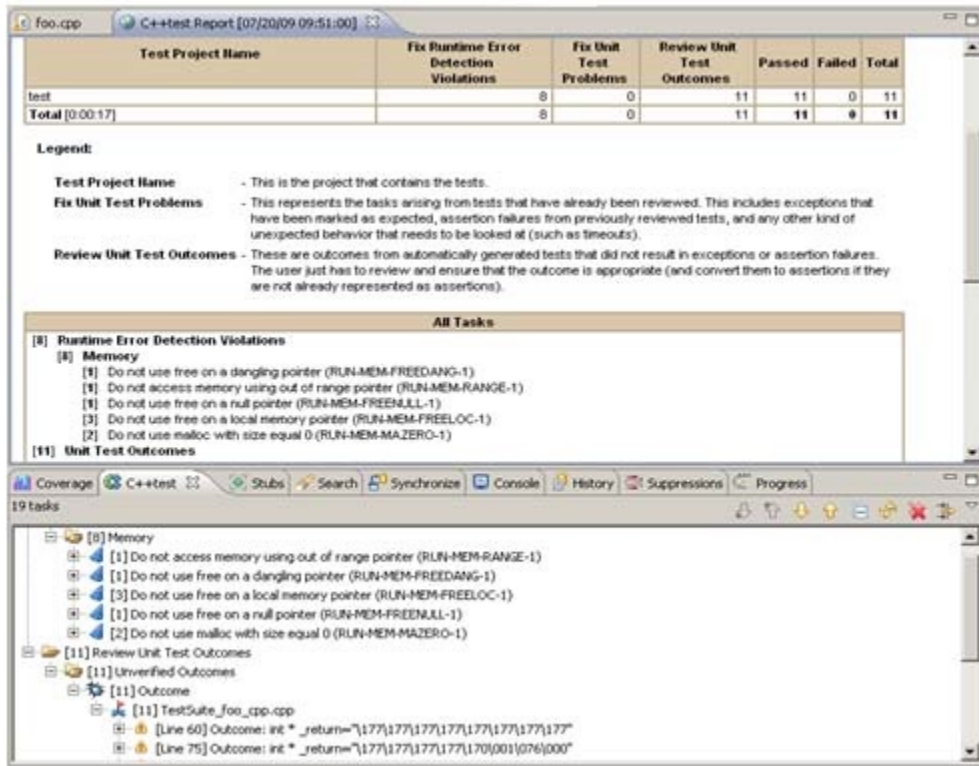 foo.cpp
C++test Report [07/20/09 09:51:00]
Test Project Name
Fix Runtime Error Detection Violations
Fix Unit Test Problems
Review Unit Test Outcomes
Passed Failed Total
test 8 0 11 11 0 11
Total [0:00:17] 8 0 11 11 0 11
Legend:
Test Project Name - This is the project that contains the tests.
Fix Unit Test Problems - This represents the tasks arising from tests that have already been reviewed. This includes exceptions that
have been marked as expected, assertion failures from previously reviewed tests, and any other kind of
unexpected behavior that needs to be looked at (such as timeouts).
Review Unit Test Outcomes - These are outcomes from automatically generated tests that did not result in exceptions or assertion failures.
The user just has to review and ensure that the outcome is appropriate (and convert them to assertions if they
are not already represented as assertions).
All Tasks
[8] Runtime Error Detection Violations
[8] Memory
[1] Do not use free on a dangling pointer (RUN-MEM-FREEDANG-1)
[1] Do not access memory using out of range pointer (RUN-MEM-RANGE-1)
[1] Do not use free on a null pointer (RUN-MEM-FREENULL-1)
[3] Do not use free on a local memory pointer (RUN-MEM-FREELOC-1)
[2] Do not use malloc with size equal 0 (RUN-MEM-MAZERO-1)
[11] Unit Test Outcomes
Coverage C++test Stubs Search Synchronize Console History Suppressions Progress
19 tasks
[8] Memory
[1] Do not access memory using out of range pointer (RUN-MEM-RANGE-1)
[1] Do not use free on a dangling pointer (RUN-MEM-FREEDANG-1)
[3] Do not use free on a local memory pointer (RUN-MEM-FREELOC-1)
[1] Do not use free on a null pointer (RUN-MEM-FREENULL-1)
[2] Do not use malloc with size equal 0 (RUN-MEM-MAZERO-1)
[11] Review Unit Test Outcomes
[11] Unverified Outcomes
[11] Outcome
[11] TestSuite_foo_cpp.cpp
[Line 60] Outcome: int * _return="\177\177\177\177\177\177\177\177"
[Line 75] Outcome: int * _return="\177\177\177\177\170\001\076\000"